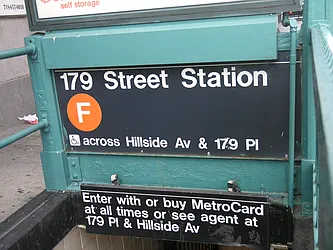 self storage
179 Street Station
F
across Hillside Av & 179 Pl
Enter with or buy MetroCard
at all times or see agent at
179 Pl & Hillside Av